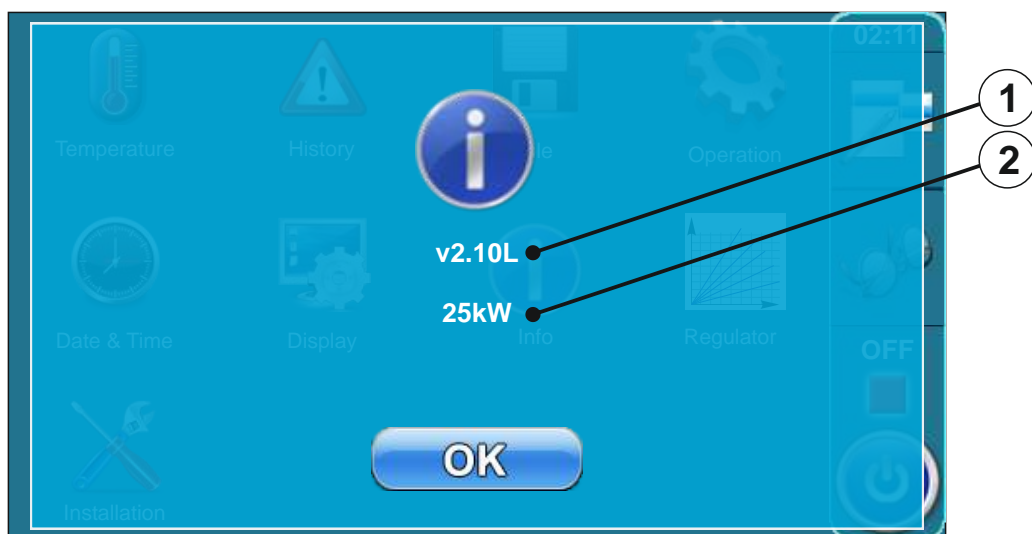 02:11
1
Temperature
History
le
Operation
2
v2.10L
25kW
Date & Time
Display
Info
Regulator
OFF
OK
Installation